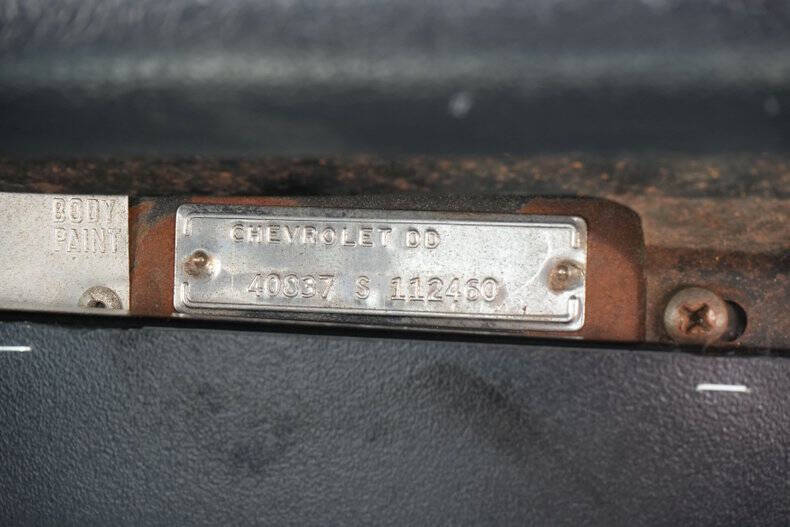 BODY
PAINT
CHEVROLET DD
40837 S 112460